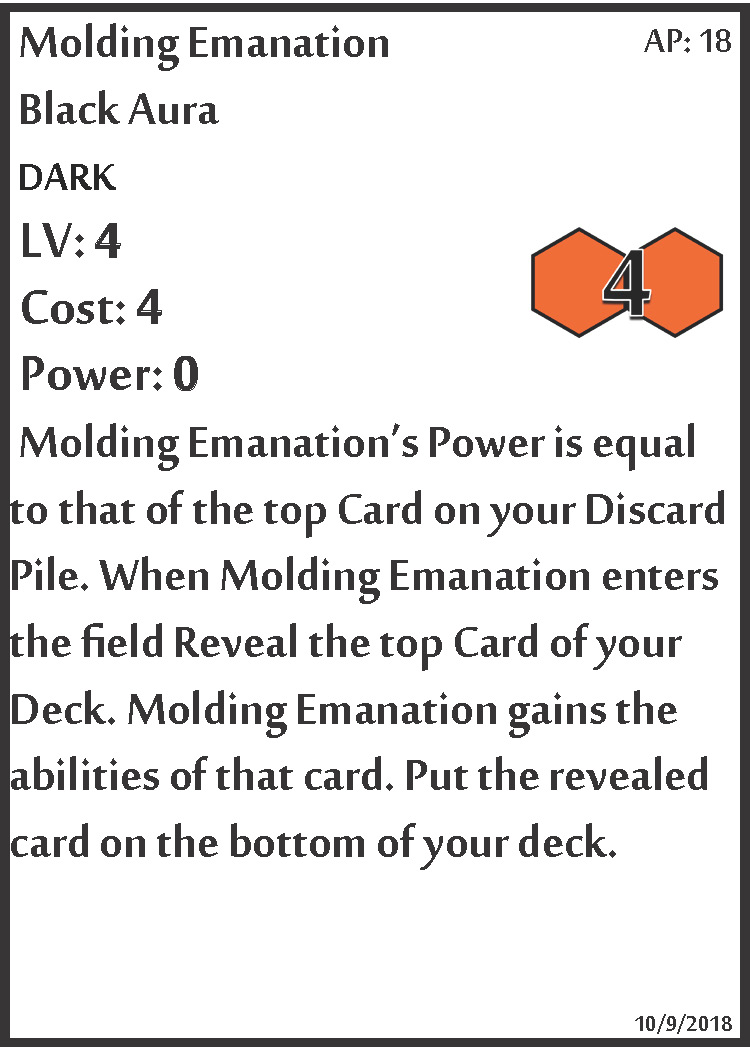 Molding Emanation
AP: 18
Black Aura
DARK
LV: 4
4
Cost: 4
Power: 0
Molding Emanation's Power is equal
to that of the top Card on your Discard
Pile. When Molding Emanation enters
the field Reveal the top Card of your
Deck. Molding Emanation gains the
abilities of that card. Put the revealed
card on the bottom of your deck.
10/9/2018